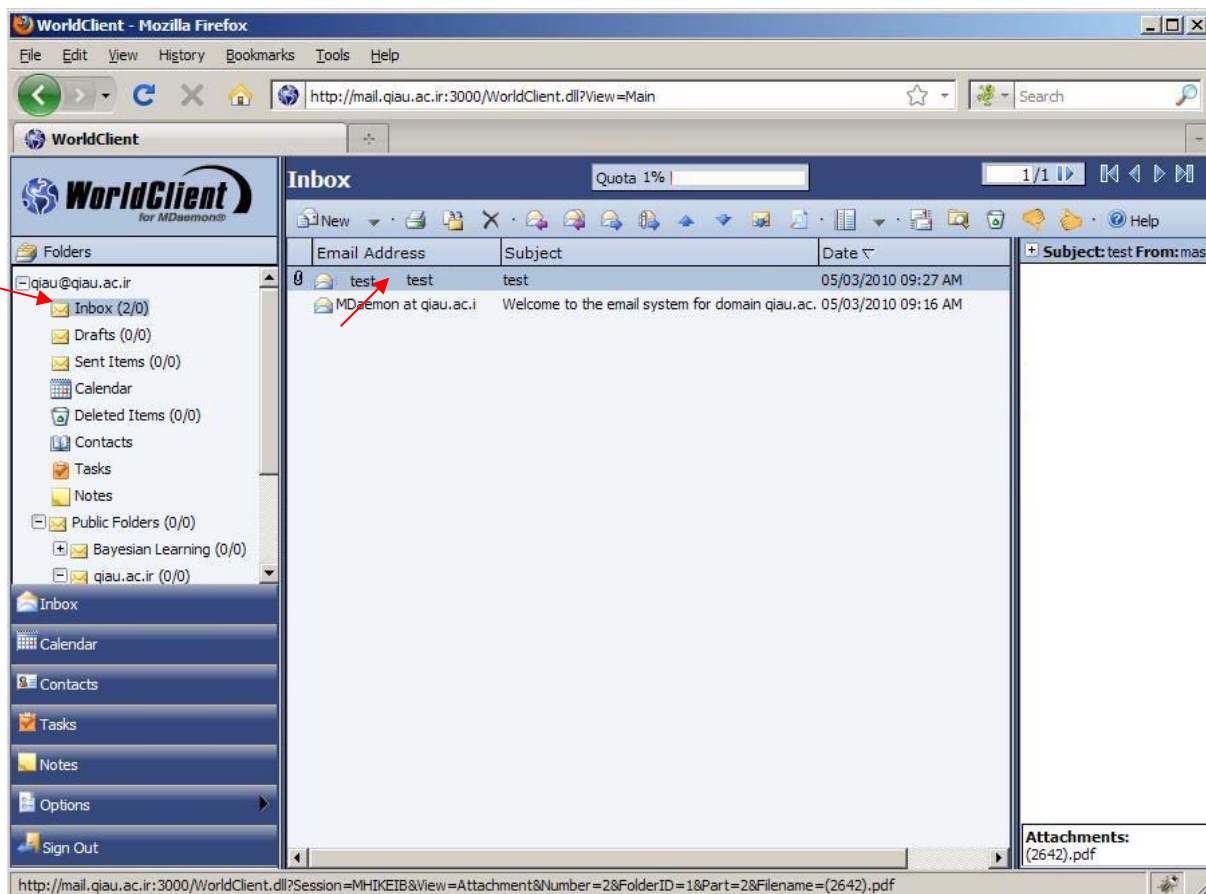 WorldClient - Mozilla Firefox
File Edit View History Bookmarks Tools Help
http://mail.qiau.ac.ir:3000/WorldClient.dll?View=Main
Search
WorldClient
WorldClient
for MDaemon®
Inbox
Quota 1%
1/1
New
Help
Folders
Email Address Subject Date
Subject: test From: mas
qiau@qiau.ac.ir
test test test 05/03/2010 09:27 AM
Inbox (2/0)
MDaemon at qiau.ac.i Welcome to the email system for domain qiau.ac. 05/03/2010 09:16 AM
Drafts (0/0)
Sent Items (0/0)
Calendar
Deleted Items (0/0)
Contacts
Tasks
Notes
Public Folders (0/0)
Bayesian Learning (0/0)
qiau.ac.ir (0/0)
Inbox
Calendar
Contacts
Tasks
Notes
Options
Sign Out
Attachments:
(2642).pdf
http://mail.qiau.ac.ir:3000/WorldClient.dll?Session=MHIKEIB&View=Attachment&Number=2&FolderID=1&Part=2&Filename=(2642).pdf